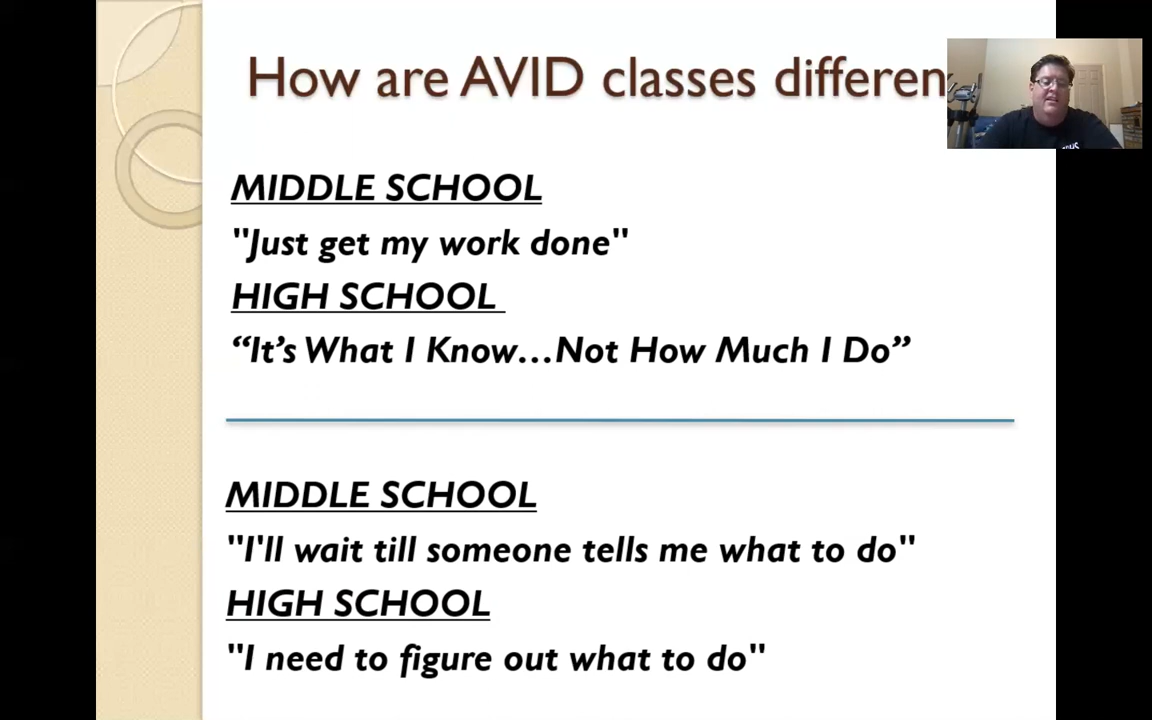 How are AVID classes differen
MIDDLE SCHOOL
"Just get my work done"
HIGH SCHOOL
“It’s What I Know…Not How Much I Do”
MIDDLE SCHOOL
"I'll wait till someone tells me what to do"
HIGH SCHOOL
"I need to figure out what to do"